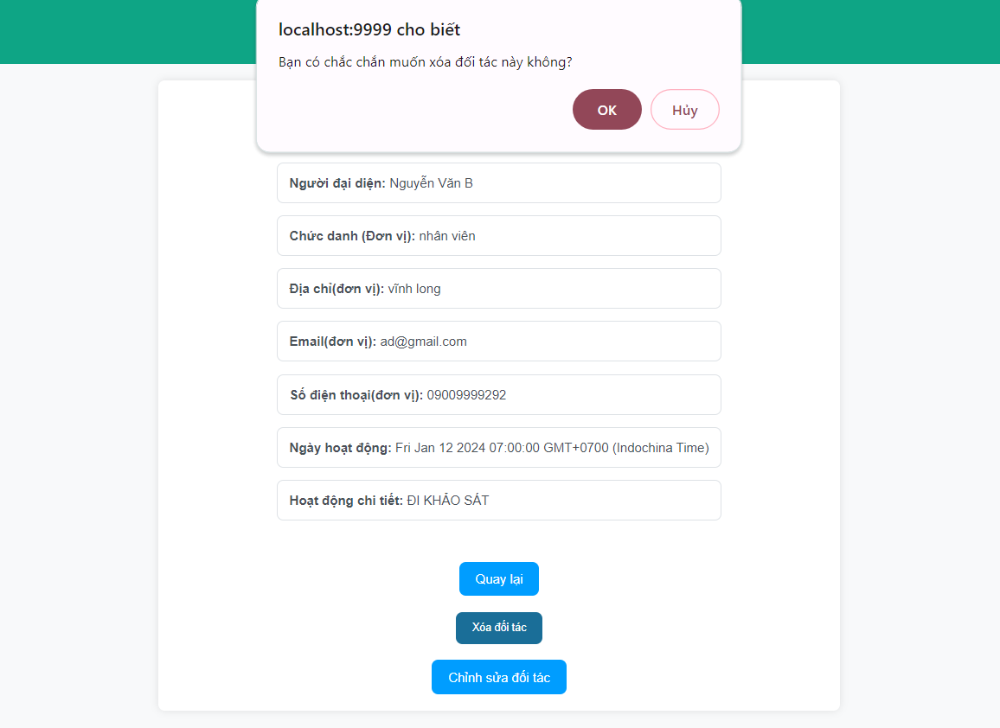 localhost:9999 cho biết
Bạn có chắc chắn muốn xóa đối tác này không?
OK
Hủy
Người đại diện: Nguyễn Văn B
Chức danh (Đơn vị): nhân viên
Địa chỉ(đơn vị): vĩnh long
Email(đơn vị): ad@gmail.com
Số điện thoại(đơn vị): 09009999292
Ngày hoạt động: Fri Jan 12 2024 07:00:00 GMT+0700 (Indochina Time)
Hoạt động chi tiết: ĐI KHẢO SÁT
Quay lại
Xóa đối tác
Chỉnh sửa đối tác